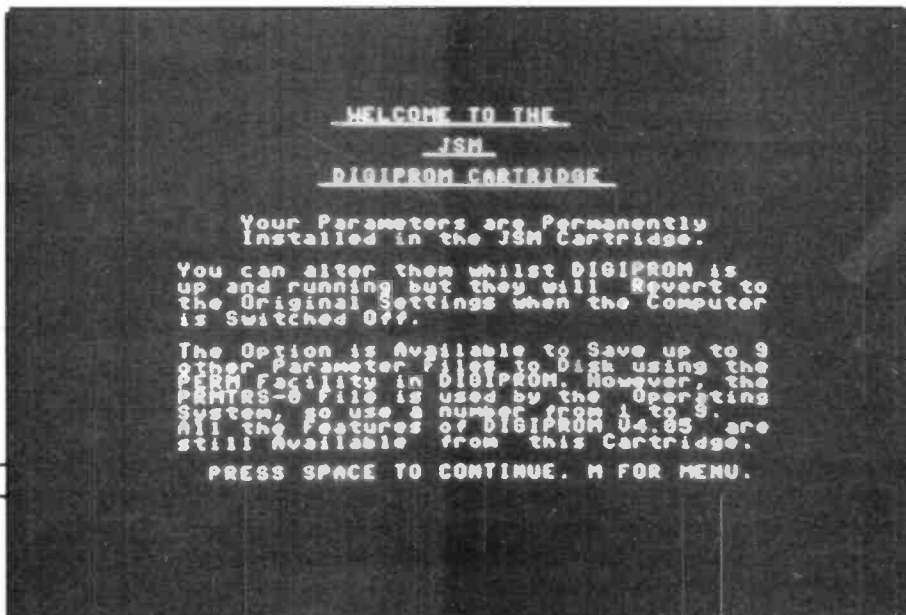 WELCOME TO THE
JSM
DIGIPROM CARTRIDGE
Your Parameters are Permanently
Installed in the JSM Cartridge.
You can alter them whilst DIGIPROM is
up and running but they will Revert to
the Original Settings when the Computer
is Switched Off.
The Option is Available to Save up to 9
other Parameter Files to Disk using the
PERM Facility in DIGIPROM. However, the
PRMTRS-0 File is used by the Operating
System, so use a number from 1 to 9.
All the Features of DIGIPROM V4.05 are
still Available from this Cartridge.
PRESS SPACE TO CONTINUE. M FOR MENU.